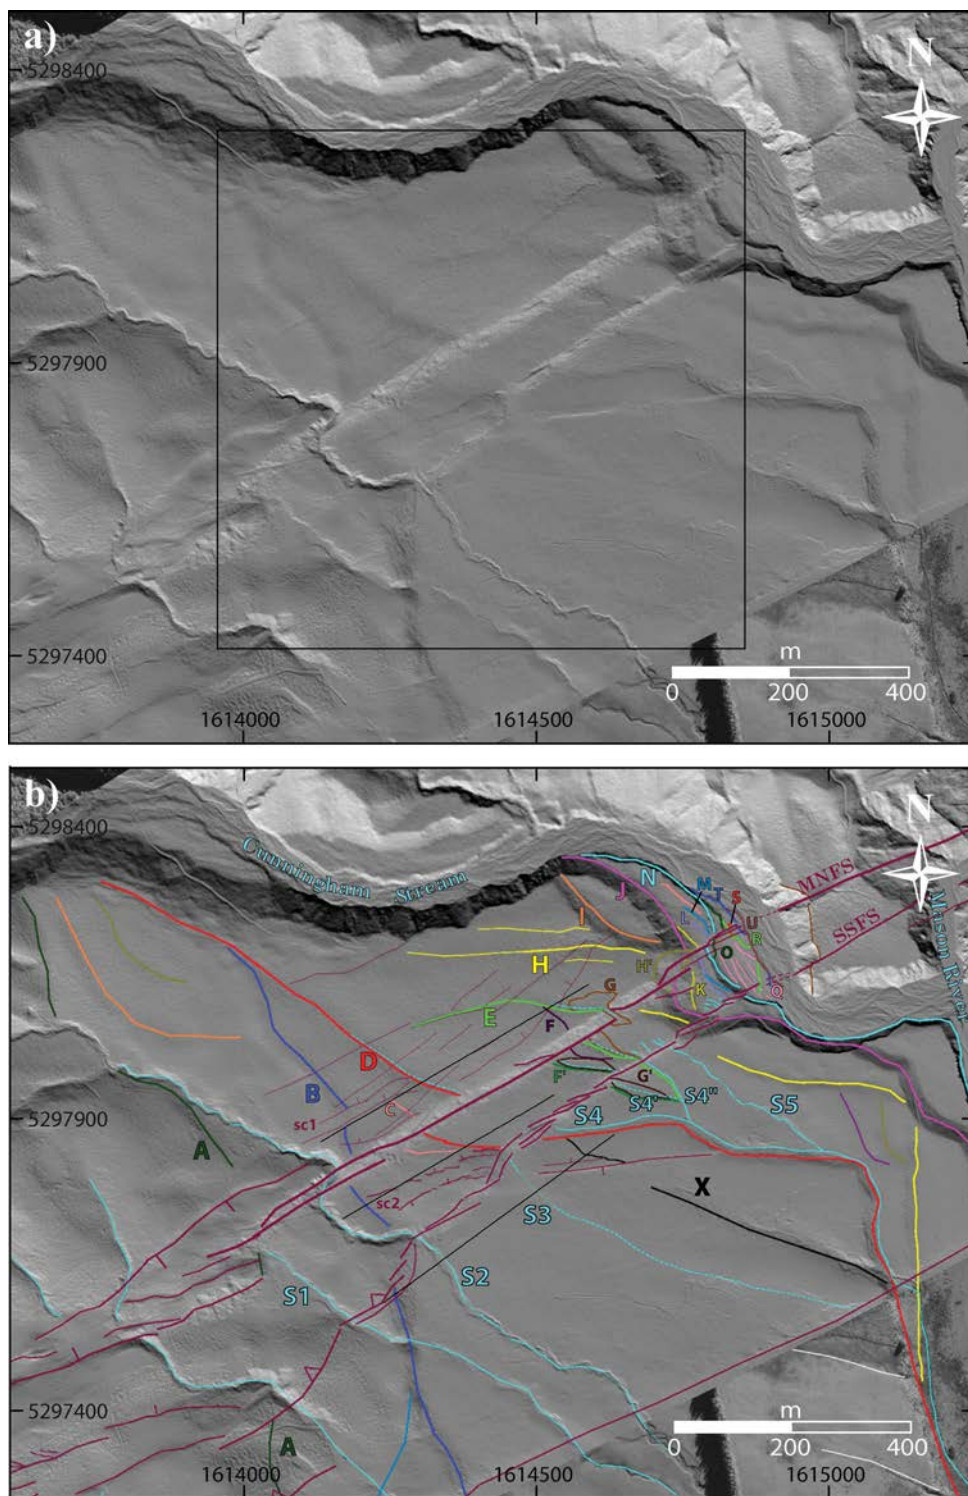 a)
N
5298400
5297900
5297400
m
0 200 400
1614000 1614500 1615000
b)
N
5298400
Cunningham Stream
MNFS
SSFS
Mason River
J N M T S L U R O
I
H H' K Q
E G
F
D
B
C
F' G'
S4' S4''
S4 S5
sc1
5297900
A
X
sc2
S3
S1 S2
A
5297400
m
0 200 400
1614000 1614500 1615000